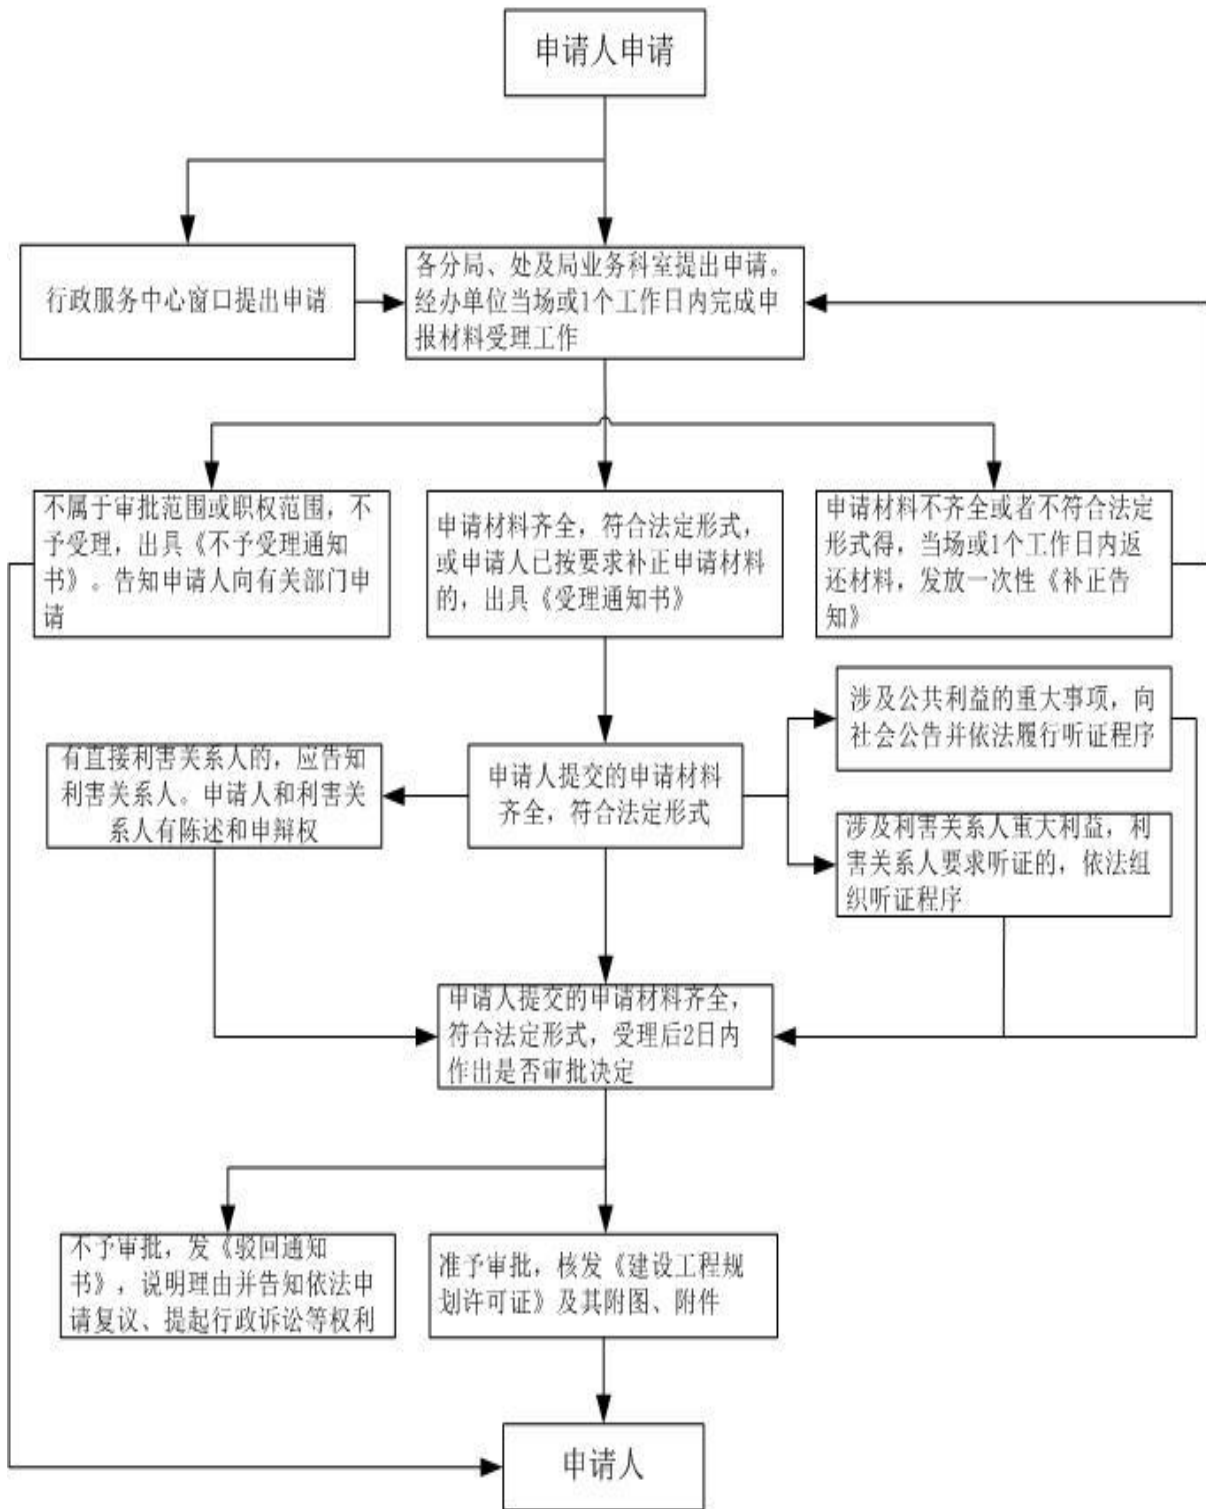 申请人申请
行政服务中心窗口提出申请
各分局、处及局业务科室提出申请。
经办单位当场或1个工作日内完成申
报材料受理工作
不属于审批范围或职权范围，不
予受理，出具《不予受理通知
书》。告知申请人向有关部门申
请
申请材料齐全，符合法定形式，
或申请人已按要求补正申请材料
的，出具《受理通知书》
申请材料不齐全或者不符合法定
形式得，当场或1个工作日内返
还材料，发放一次性《补正告
知》
有直接利害关系人的，应告知
利害关系人。申请人和利害关
系人有陈述和申辩权
申请人提交的申请材料
齐全，符合法定形式
涉及公共利益的重大事项，向
社会公告并依法履行听证程序
涉及利害关系人重大利益，利
害关系人要求听证的，依法组
织听证程序
申请人提交的申请材料齐全，
符合法定形式，受理后2日内
作出是否审批决定
不予审批，发《驳回通知
书》，说明理由并告知依法申
请复议、提起行政诉讼等权利
准予审批，核发《建设工程规
划许可证》及其附图、附件
申请人